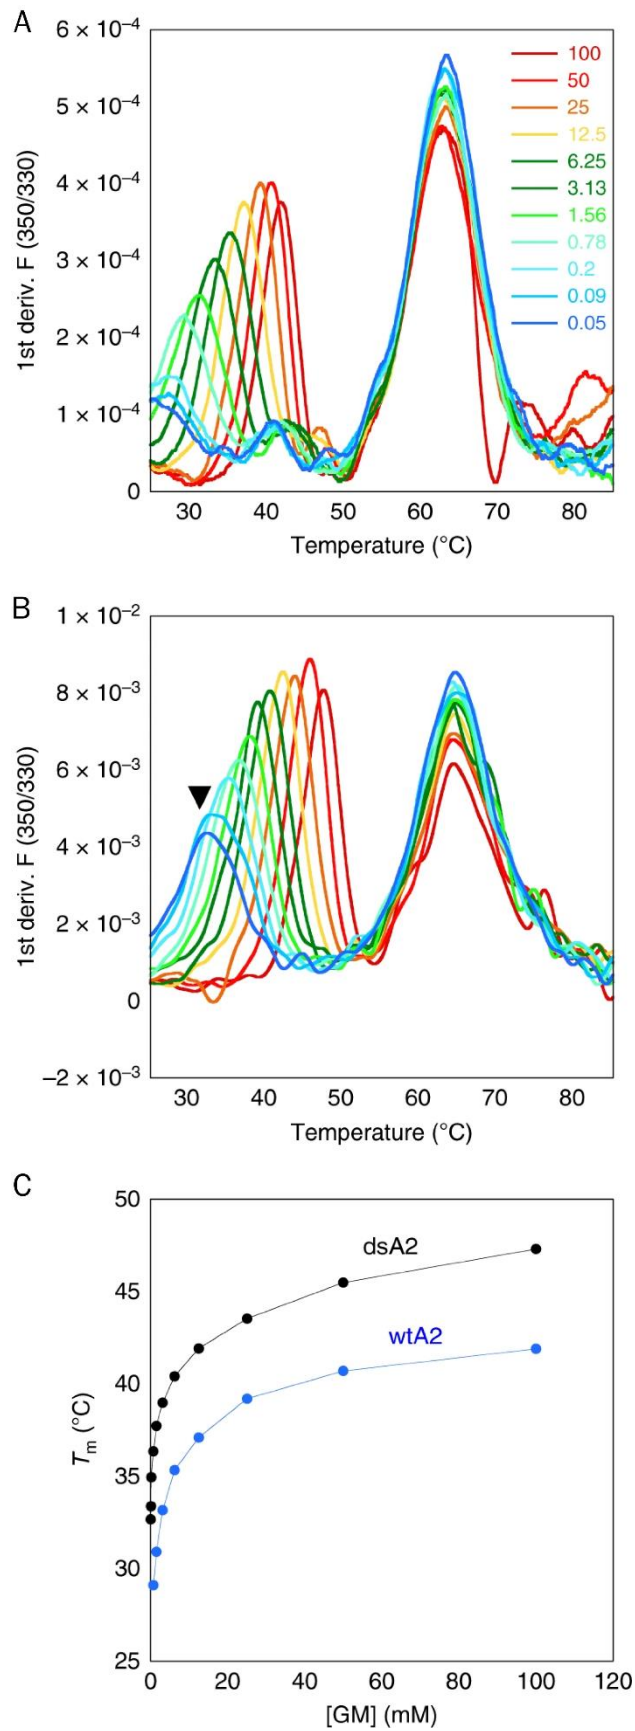 A
6 × 10⁻⁴
5 × 10⁻⁴
4 × 10⁻⁴
3 × 10⁻⁴
2 × 10⁻⁴
1 × 10⁻⁴
0
1st deriv. F (350/330)
100
50
25
12.5
6.25
3.13
1.56
0.78
0.2
0.09
0.05
30 40 50 60 70 80
Temperature (°C)
B
1 × 10⁻²
8 × 10⁻³
6 × 10⁻³
4 × 10⁻³
2 × 10⁻³
0
–2 × 10⁻³
1st deriv. F (350/330)
30 40 50 60 70 80
Temperature (°C)
C
50
45
40
35
30
25
Tm (°C)
dsA2
wtA2
0 20 40 60 80 100 120
[GM] (mM)